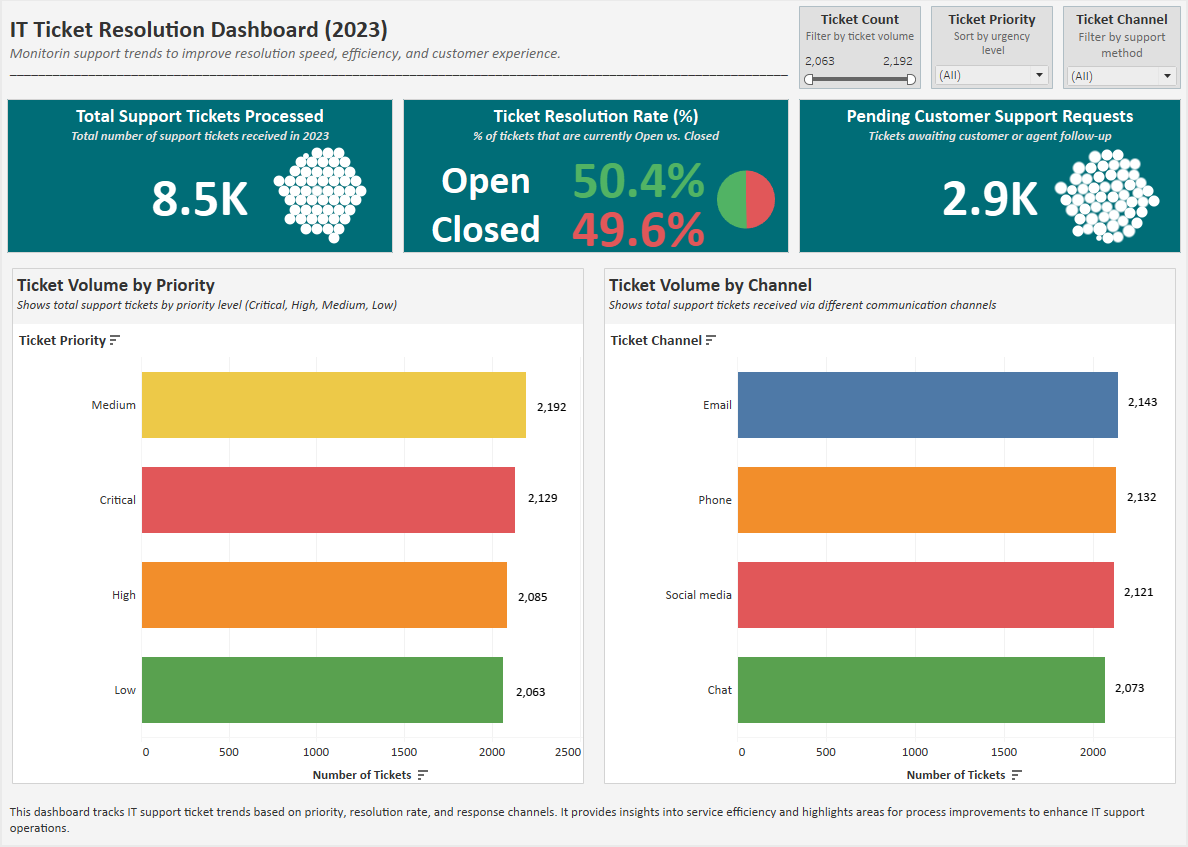 IT Ticket Resolution Dashboard (2023)
Monitorin support trends to improve resolution speed, efficiency, and customer experience.
Ticket Count
Filter by ticket volume
2,063 2,192
Ticket Priority
Sort by urgency
level
(All)
Ticket Channel
Filter by support
method
(All)
Total Support Tickets Processed
Total number of support tickets received in 2023
8.5K
Ticket Resolution Rate (%)
% of tickets that are currently Open vs. Closed
Open 50.4%
Closed 49.6%
Pending Customer Support Requests
Tickets awaiting customer or agent follow-up
2.9K
Ticket Volume by Priority
Shows total support tickets by priority level (Critical, High, Medium, Low)
Ticket Priority
Medium 2,192
Critical 2,129
High 2,085
Low 2,063
0 500 1000 1500 2000 2500
Number of Tickets
Ticket Volume by Channel
Shows total support tickets received via different communication channels
Ticket Channel
Email 2,143
Phone 2,132
Social media 2,121
Chat 2,073
0 500 1000 1500 2000
Number of Tickets
This dashboard tracks IT support ticket trends based on priority, resolution rate, and response channels. It provides insights into service efficiency and highlights areas for process improvements to enhance IT support
operations.